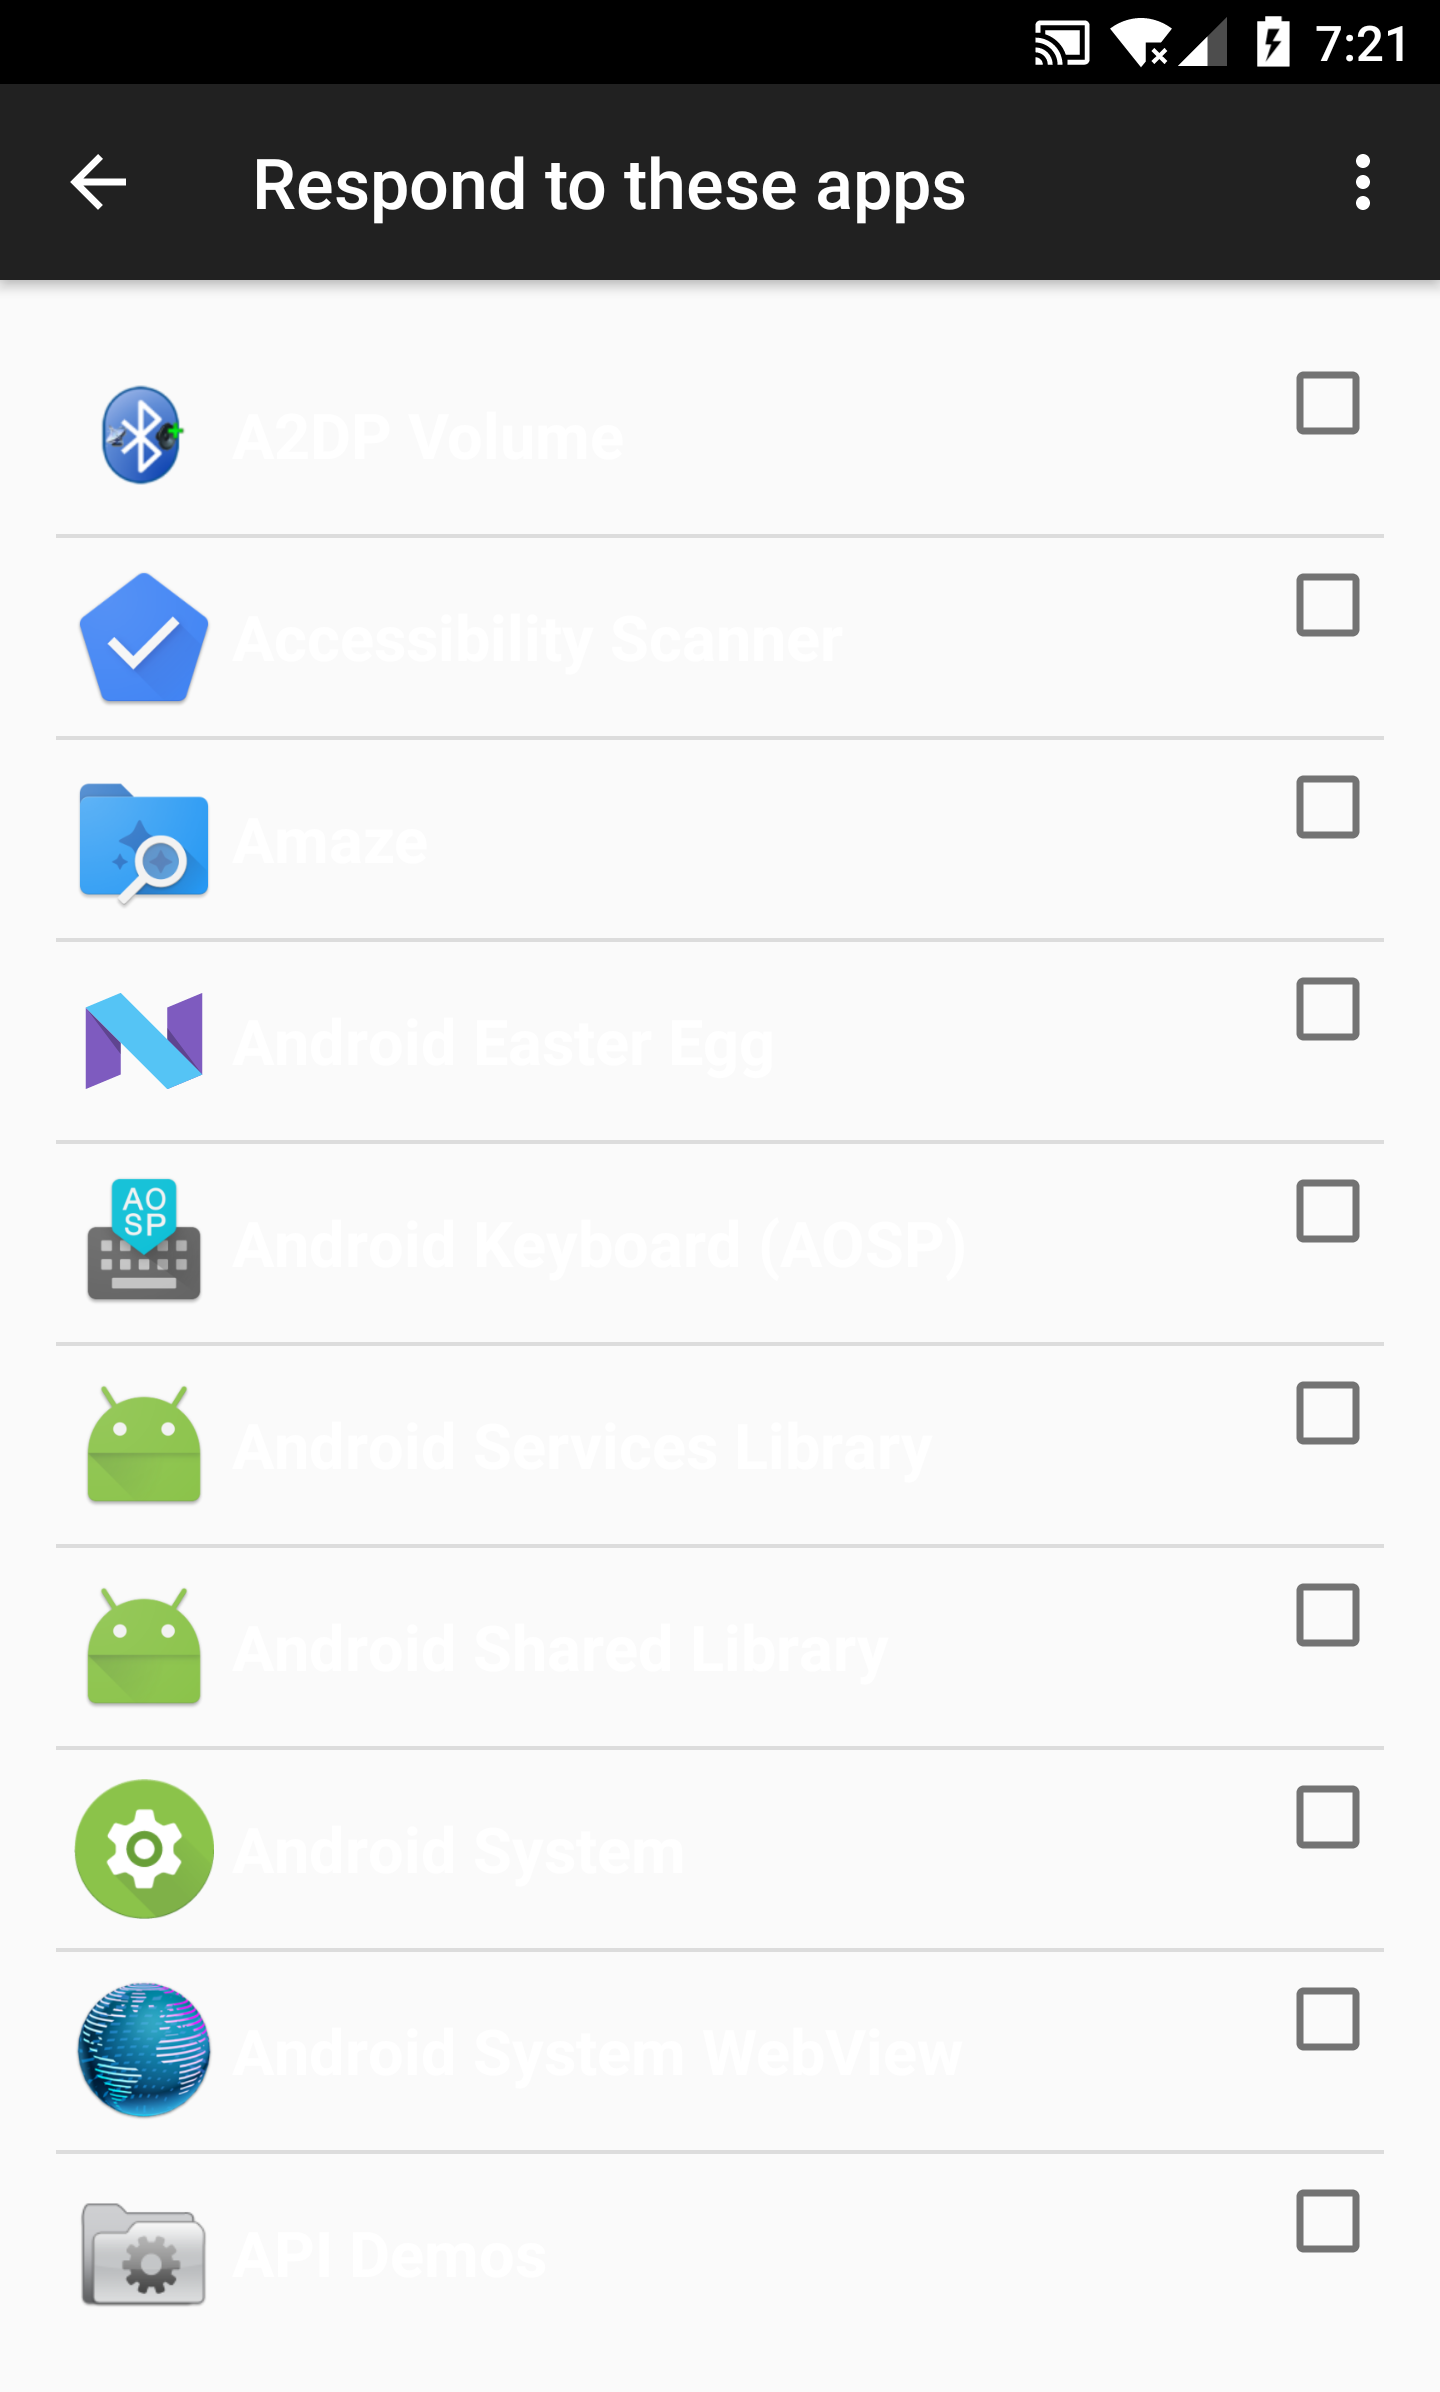 7:21
Respond to these apps
A2DP Volume
Accessibility Scanner
Amaze
Android Easter Egg
AO
SP
Android Keyboard (AOSP)
Android Services Library
Android Shared Library
Android System
Android System WebView
API Demos